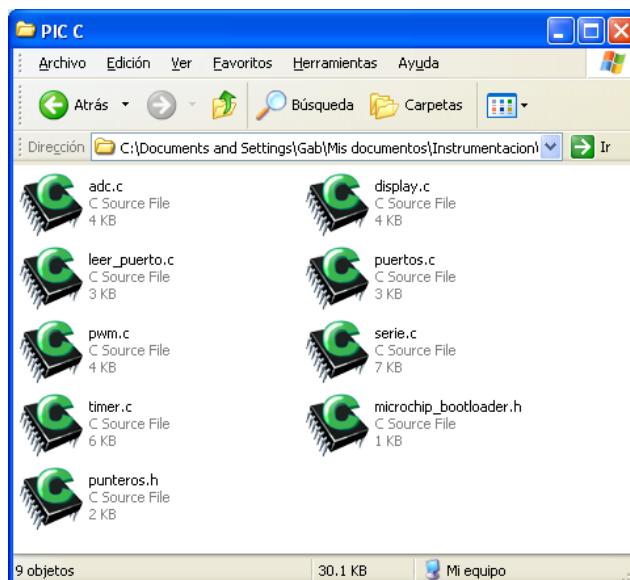 PIC C
Archivo Edición Ver Favoritos Herramientas Ayuda
Atrás Búsqueda Carpetas
Dirección C:\Documents and Settings\Gab\Mis documentos\Instrumentacion\ Ir
adc.c
C Source File
4 KB
display.c
C Source File
4 KB
leer_puerto.c
C Source File
3 KB
puertos.c
C Source File
3 KB
pwm.c
C Source File
4 KB
serie.c
C Source File
7 KB
timer.c
C Source File
6 KB
microchip_bootloader.h
C Source File
1 KB
punteros.h
C Source File
2 KB
9 objetos 30.1 KB Mi equipo